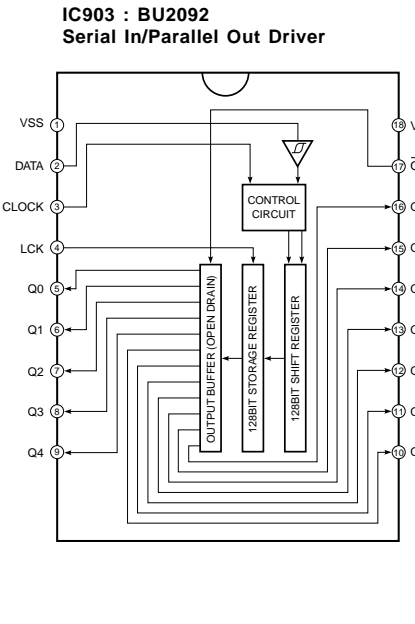 IC903 : BU2092
Serial In/Parallel Out Driver
VSS 1
DATA 2
CLOCK 3
LCK 4
Q0 5
Q1 6
Q2 7
Q3 8
Q4 9
18
17
16
15
14
13
12
11
10
CONTROL
CIRCUIT
OUTPUT BUFFER (OPEN DRAIN)
128BIT STORAGE REGISTER
128BIT SHIFT REGISTER